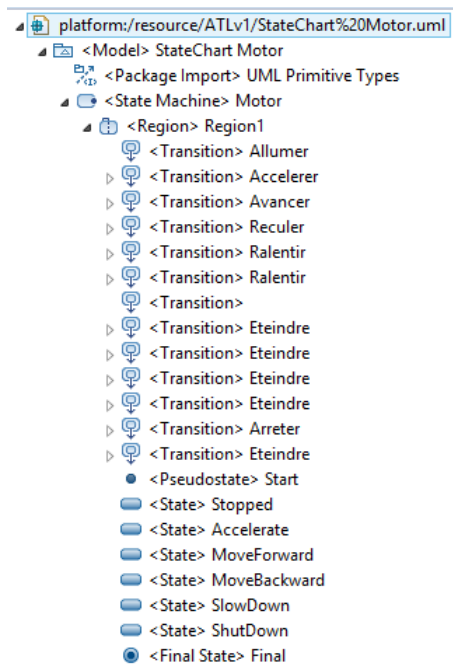 platform:/resource/ATLv1/StateChart%20Motor.uml
<Model> StateChart Motor
<Package Import> UML Primitive Types
<State Machine> Motor
<Region> Region1
<Transition> Allumer
<Transition> Accelerer
<Transition> Avancer
<Transition> Reculer
<Transition> Ralentir
<Transition> Ralentir
<Transition>
<Transition> Eteindre
<Transition> Eteindre
<Transition> Eteindre
<Transition> Eteindre
<Transition> Arreter
<Transition> Eteindre
<Pseudostate> Start
<State> Stopped
<State> Accelerate
<State> MoveForward
<State> MoveBackward
<State> SlowDown
<State> ShutDown
<Final State> Final